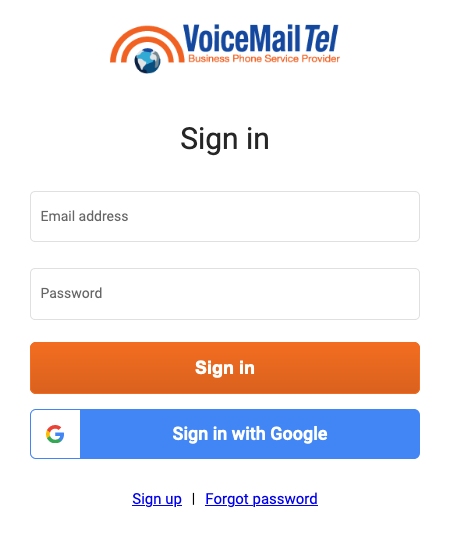 VoiceMailTel
Business Phone Service Provider
Sign in
Email address
Password
Sign in
Sign in with Google
Sign up | Forgot password